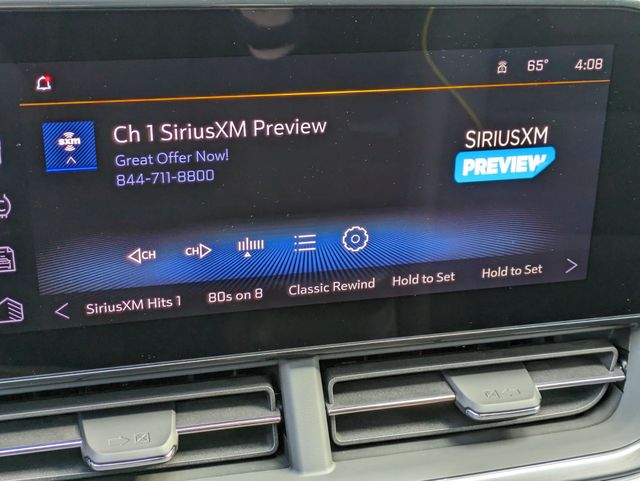 65° 4:08
sxm
Ch 1 SiriusXM Preview
Great Offer Now!
844-711-8800
SIRIUSXM
PREVIEW
CH CH
SiriusXM Hits 1 80s on 8 Classic Rewind Hold to Set Hold to Set